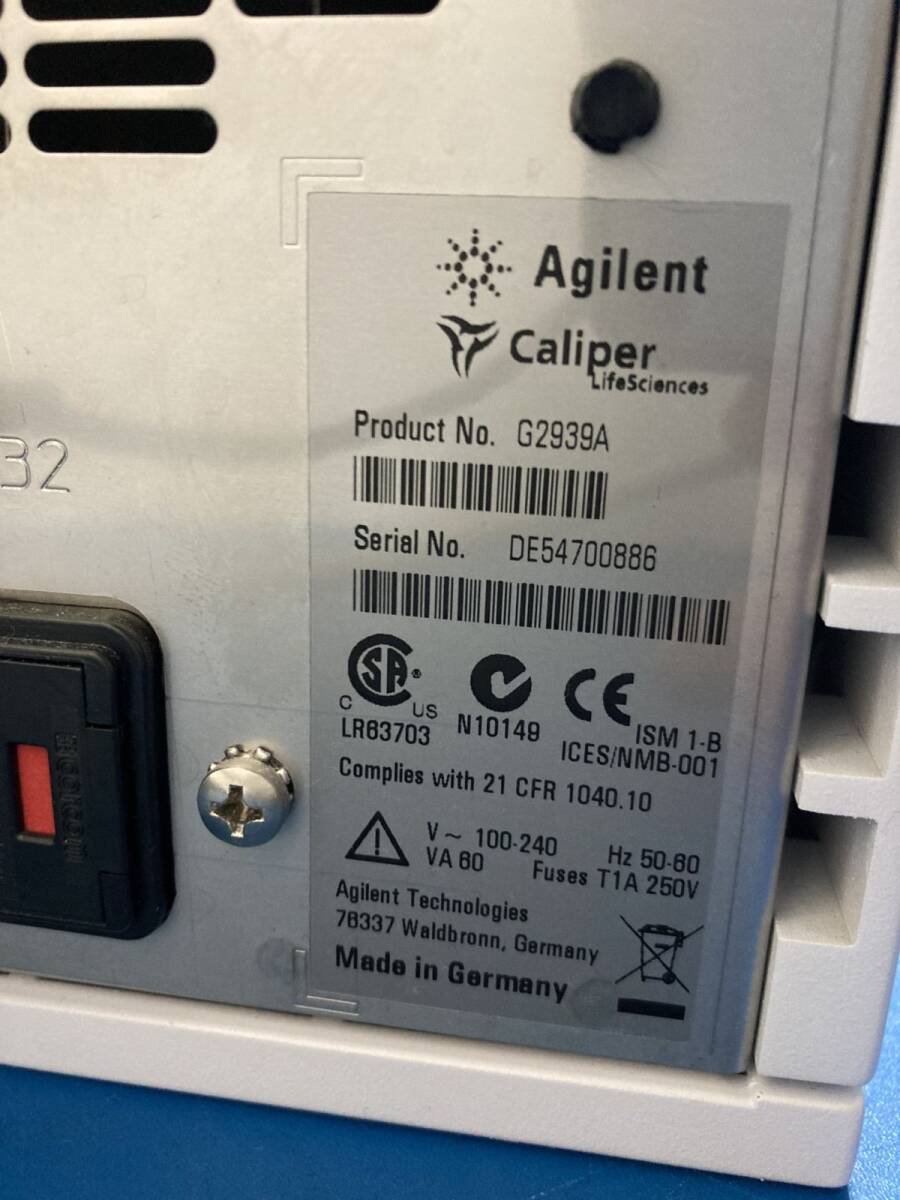 Agilent
Caliper
LifeSciences
Product No. G2939A
Serial No. DE54700886
32
CSA® C US
LR63703
N10149
CE
ISM 1-B
ICES/NMB-001
Complies with 21 CFR 1040.10
V ~ 100-240 Hz 50-60
VA 60 Fuses T1A 250V
Agilent Technologies
76337 Waldbronn, Germany
Made in Germany